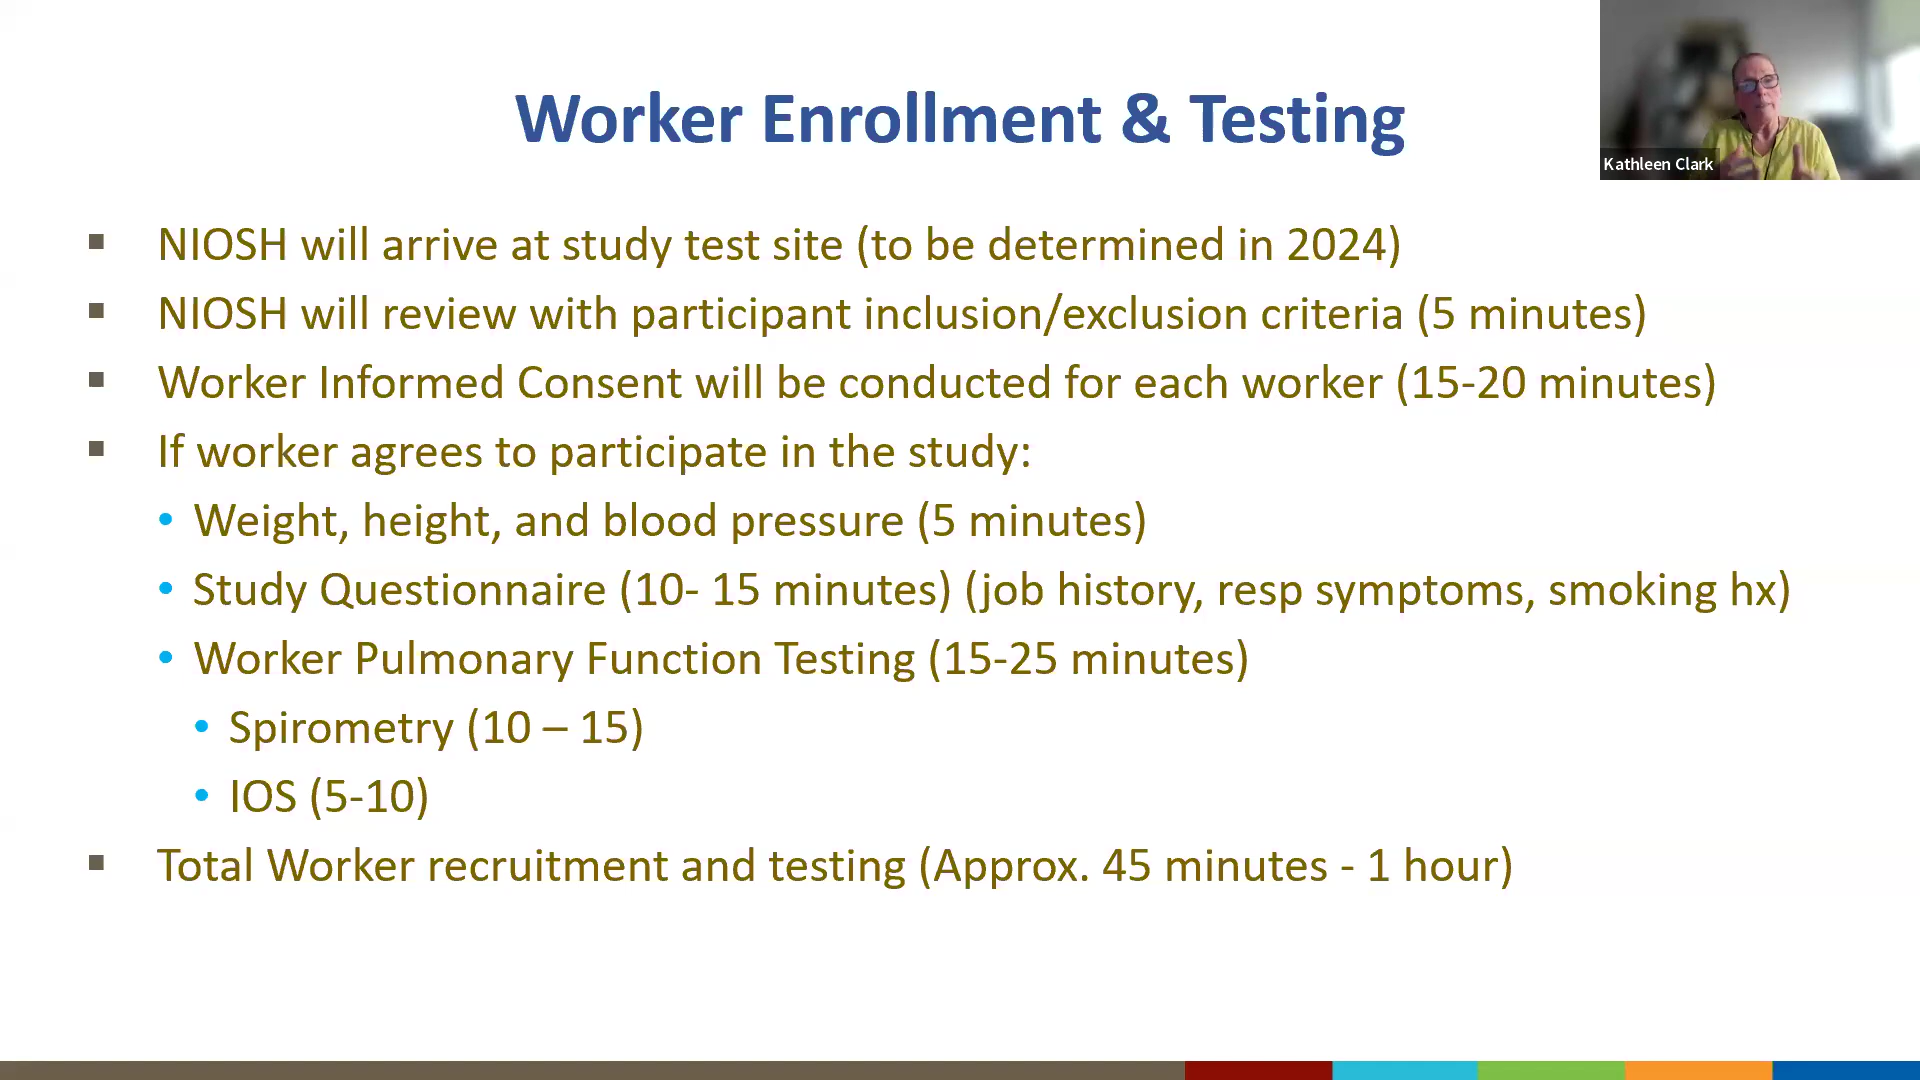 Worker Enrollment & Testing
Kathleen Clark
NIOSH will arrive at study test site (to be determined in 2024)
NIOSH will review with participant inclusion/exclusion criteria (5 minutes)
Worker Informed Consent will be conducted for each worker (15-20 minutes)
If worker agrees to participate in the study:
Weight, height, and blood pressure (5 minutes)
Study Questionnaire (10- 15 minutes) (job history, resp symptoms, smoking hx)
Worker Pulmonary Function Testing (15-25 minutes)
Spirometry (10 – 15)
IOS (5-10)
Total Worker recruitment and testing (Approx. 45 minutes - 1 hour)